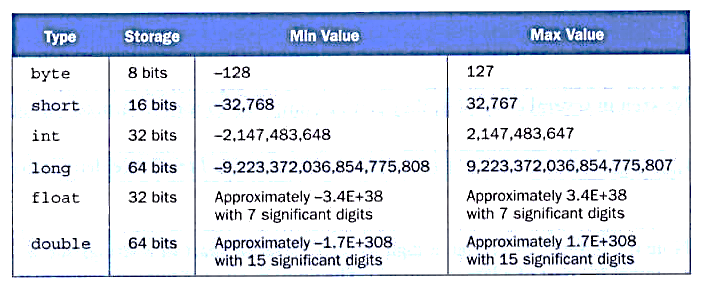 Type Storage Min Value Max Value
byte 8 bits –128 127
short 16 bits –32,768 32,767
int 32 bits –2,147,483,648 2,147,483,647
long 64 bits –9,223,372,036,854,775,808 9,223,372,036,854,775,807
float 32 bits Approximately –3.4E+38 Approximately 3.4E+38
with 7 significant digits with 7 significant digits
double 64 bits Approximately –1.7E+308 Approximately 1.7E+308
with 15 significant digits with 15 significant digits